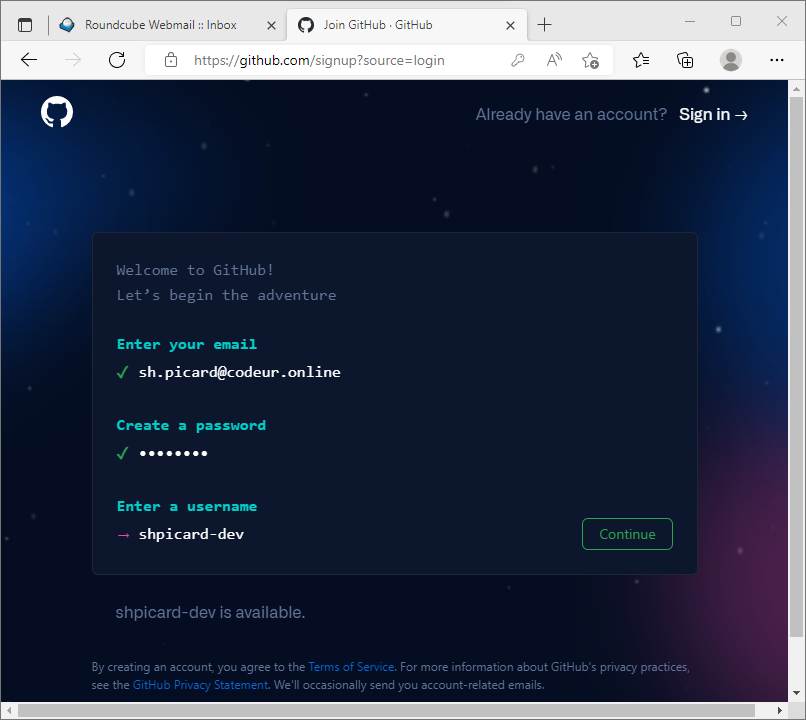 Roundcube Webmail :: Inbox
Join GitHub · GitHub
https://github.com/signup?source=login
Already have an account? Sign in →
Welcome to GitHub!
Let’s begin the adventure
Enter your email
✓ sh.picard@codeur.online
Create a password
✓ ••••••••
Enter a username
→ shpicard-dev
Continue
shpicard-dev is available.
By creating an account, you agree to the Terms of Service. For more information about GitHub's privacy practices,
see the GitHub Privacy Statement. We'll occasionally send you account-related emails.